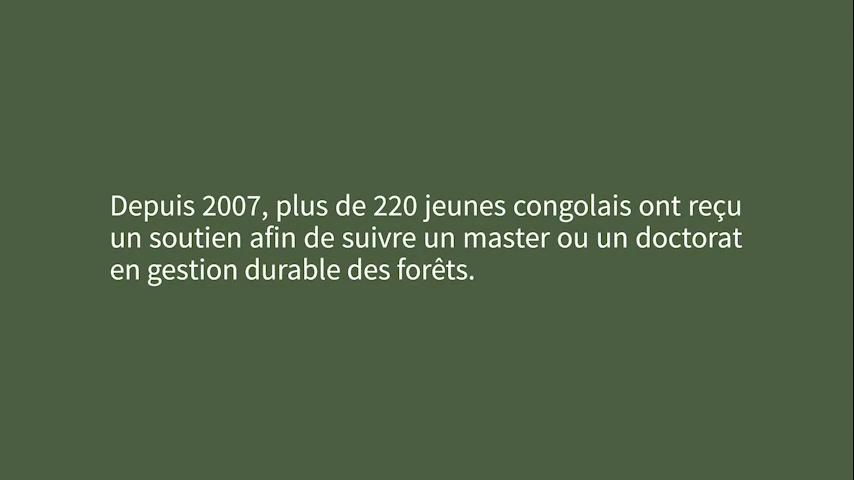 Depuis 2007, plus de 220 jeunes congolais ont reçu
un soutien afin de suivre un master ou un doctorat
en gestion durable des forêts.